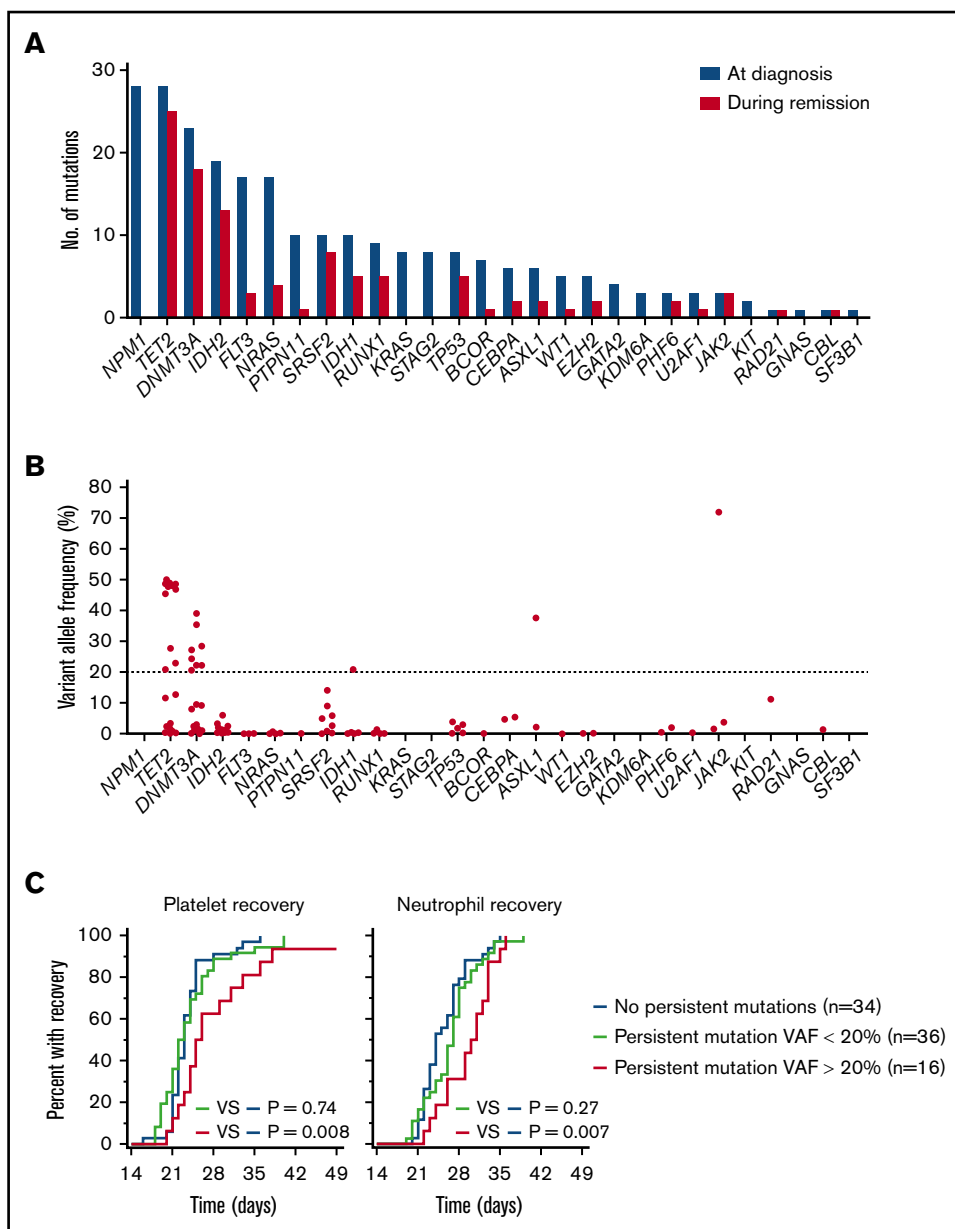 A
30
20
10
0
No. of mutations
At diagnosis
During remission
NPM1
TET2
DNMT3A
IDH2
FLT3
NRAS
PTPN11
SRSF2
IDH1
RUNX1
KRAS
STAG2
TP53
BCOR
CEBPA
ASXL1
WT1
EZH2
GATA2
KDM6A
PHF6
U2AF1
JAK2
KIT
RAD21
GNAS
CBL
SF3B1
B
80
70
60
50
40
30
20
10
0
Variant allele frequency (%)
NPM1
TET2
DNMT3A
IDH2
FLT3
NRAS
PTPN11
SRSF2
IDH1
RUNX1
KRAS
STAG2
TP53
BCOR
CEBPA
ASXL1
WT1
EZH2
GATA2
KDM6A
PHF6
U2AF1
JAK2
KIT
RAD21
GNAS
CBL
SF3B1
C
Platelet recovery
100
80
60
40
20
0
Percent with recovery
VS P = 0.74
VS P = 0.008
14 21 28 35 42 49
Time (days)
Neutrophil recovery
VS P = 0.27
VS P = 0.007
14 21 28 35 42 49
Time (days)
No persistent mutations (n=34)
Persistent mutation VAF < 20% (n=36)
Persistent mutation VAF > 20% (n=16)